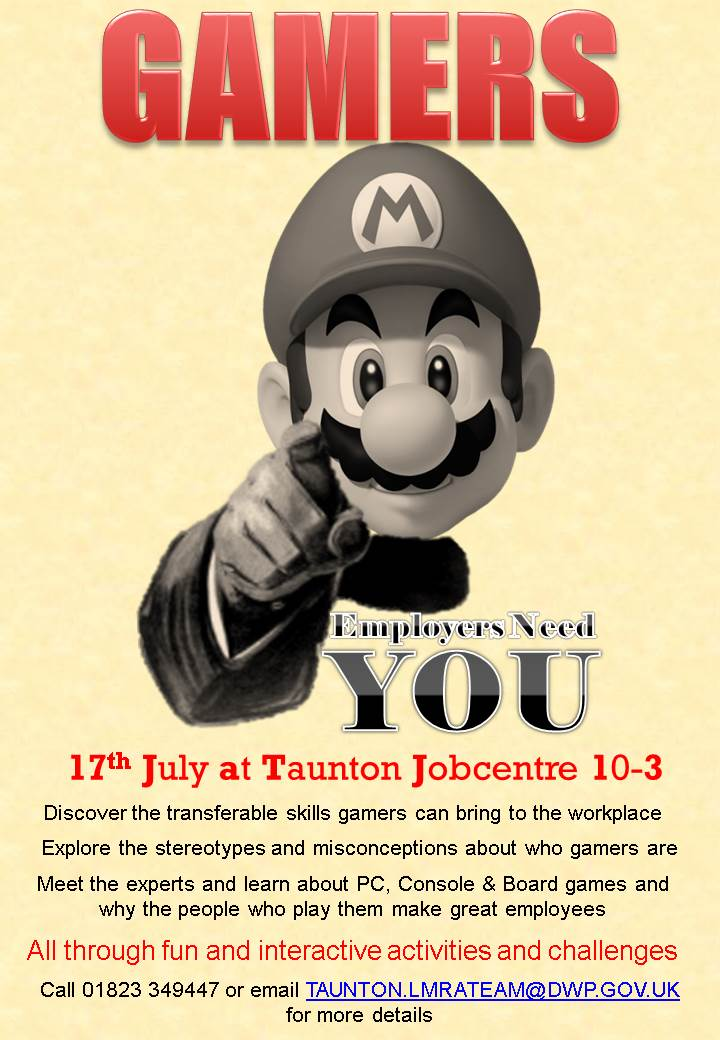 GAMERS
M
Employers Need
YOU
17th July at Taunton Jobcentre 10-3
Discover the transferable skills gamers can bring to the workplace
Explore the stereotypes and misconceptions about who gamers are
Meet the experts and learn about PC, Console & Board games and
why the people who play them make great employees
All through fun and interactive activities and challenges
Call 01823 349447 or email TAUNTON.LMRATEAM@DWP.GOV.UK
for more details